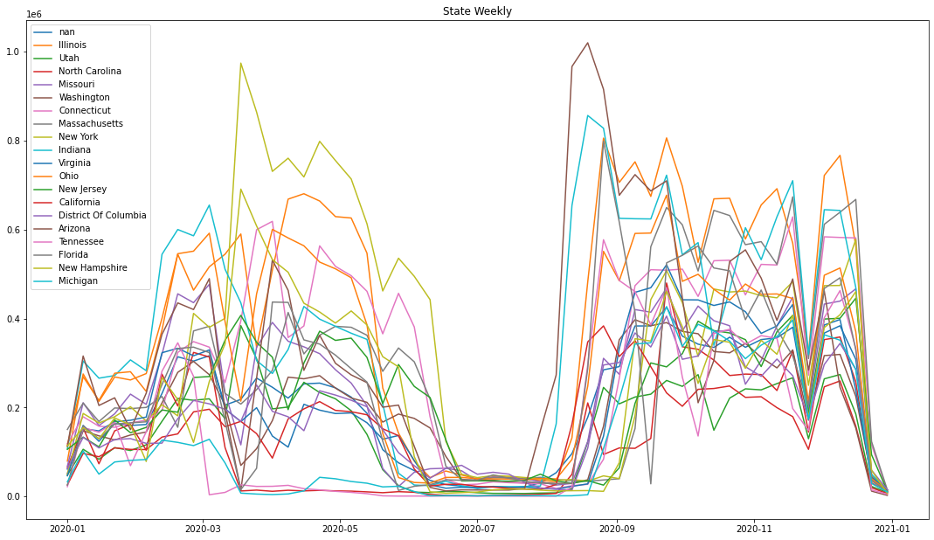 State Weekly
1e6
1.0
0.8
0.6
0.4
0.2
0.0
nan
Illinois
Utah
North Carolina
Missouri
Washington
Connecticut
Massachusetts
New York
Indiana
Virginia
Ohio
New Jersey
California
District Of Columbia
Arizona
Tennessee
Florida
New Hampshire
Michigan
2020-01
2020-03
2020-05
2020-07
2020-09
2020-11
2021-01